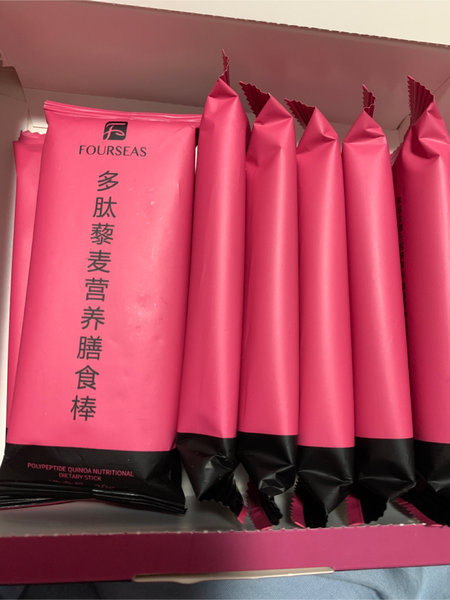 FOURSEAS
多肽藜麦营养膳食棒
POLYPEPTIDE QUINOA NUTRITIONAL
DIETARY STICK